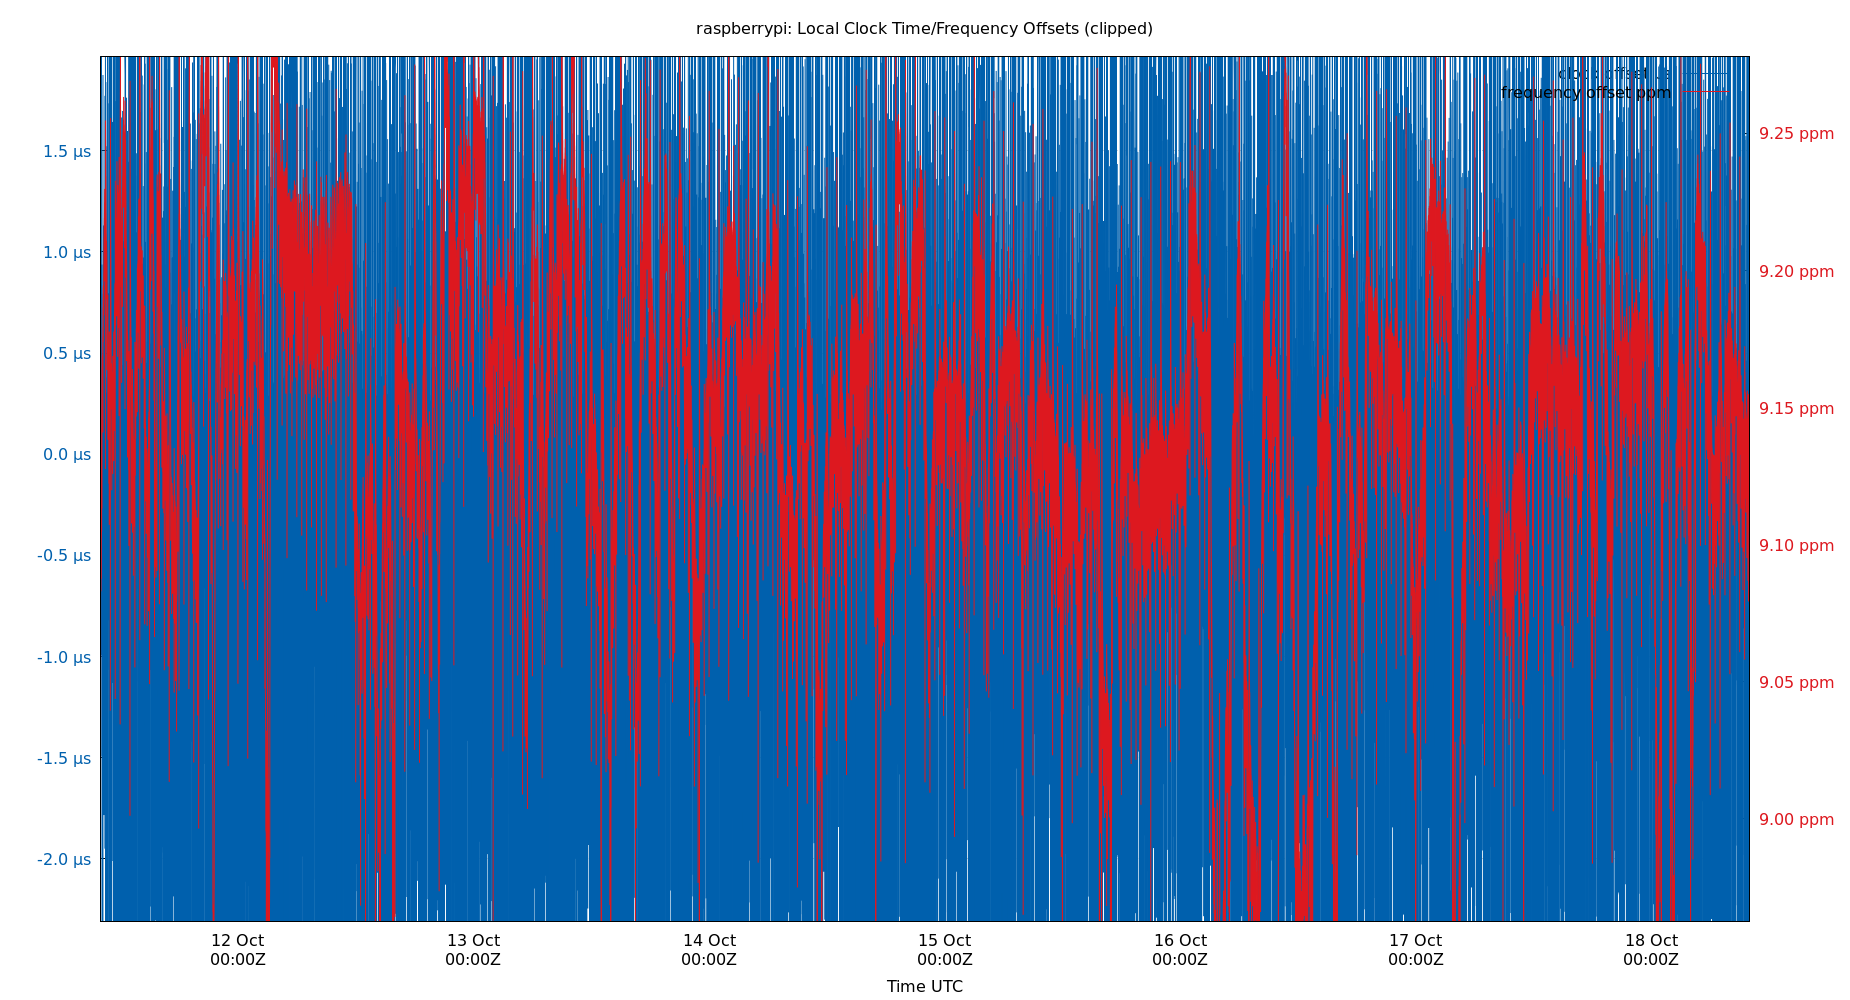 raspberrypi: Local Clock Time/Frequency Offsets (clipped)
clock offset µs
frequency offset ppm
1.5 µs
1.0 µs
0.5 µs
0.0 µs
-0.5 µs
-1.0 µs
-1.5 µs
-2.0 µs
9.25 ppm
9.20 ppm
9.15 ppm
9.10 ppm
9.05 ppm
9.00 ppm
12 Oct
00:00Z
13 Oct
00:00Z
14 Oct
00:00Z
15 Oct
00:00Z
16 Oct
00:00Z
17 Oct
00:00Z
18 Oct
00:00Z
Time UTC